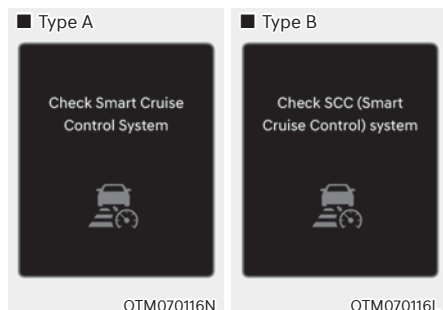 ■ Type A
Check Smart Cruise
Control System
OTM070116N
■ Type B
Check SCC (Smart
Cruise Control) system
OTM070116L